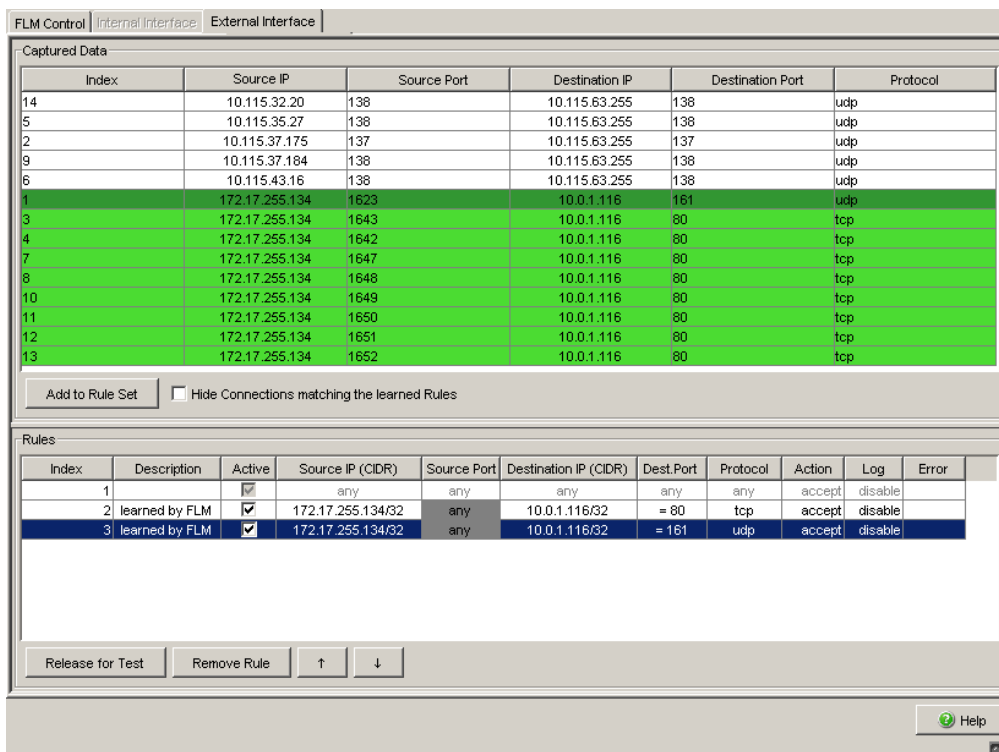 FLM Control Internal Interface External Interface
Captured Data
Index Source IP Source Port Destination IP Destination Port Protocol
14 10.115.32.20 138 10.115.63.255 138 udp
5 10.115.35.27 138 10.115.63.255 138 udp
2 10.115.37.175 137 10.115.63.255 137 udp
9 10.115.37.184 138 10.115.63.255 138 udp
6 10.115.43.16 138 10.115.63.255 138 udp
1 172.17.255.134 1623 10.0.1.116 161 udp
3 172.17.255.134 1643 10.0.1.116 80 tcp
4 172.17.255.134 1642 10.0.1.116 80 tcp
7 172.17.255.134 1647 10.0.1.116 80 tcp
8 172.17.255.134 1648 10.0.1.116 80 tcp
10 172.17.255.134 1649 10.0.1.116 80 tcp
11 172.17.255.134 1650 10.0.1.116 80 tcp
12 172.17.255.134 1651 10.0.1.116 80 tcp
13 172.17.255.134 1652 10.0.1.116 80 tcp
Add to Rule Set Hide Connections matching the learned Rules
Rules
Index Description Active Source IP (CIDR) Source Port Destination IP (CIDR) Dest.Port Protocol Action Log Error
1 any any any any any accept disable
2 learned by FLM 172.17.255.134/32 any 10.0.1.116/32 = 80 tcp accept disable
3 learned by FLM 172.17.255.134/32 any 10.0.1.116/32 = 161 udp accept disable
Release for Test Remove Rule ↑ ↓
Help